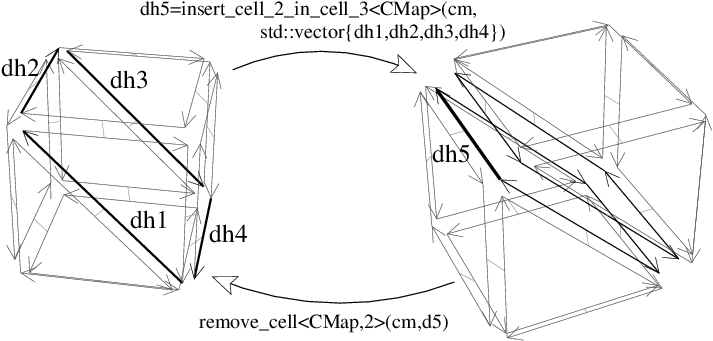 dh5=insert_cell_2_in_cell_3<CMap>(cm,
std::vector{dh1,dh2,dh3,dh4})
dh2
dh3
dh5
dh1
dh4
remove_cell<CMap,2>(cm,d5)